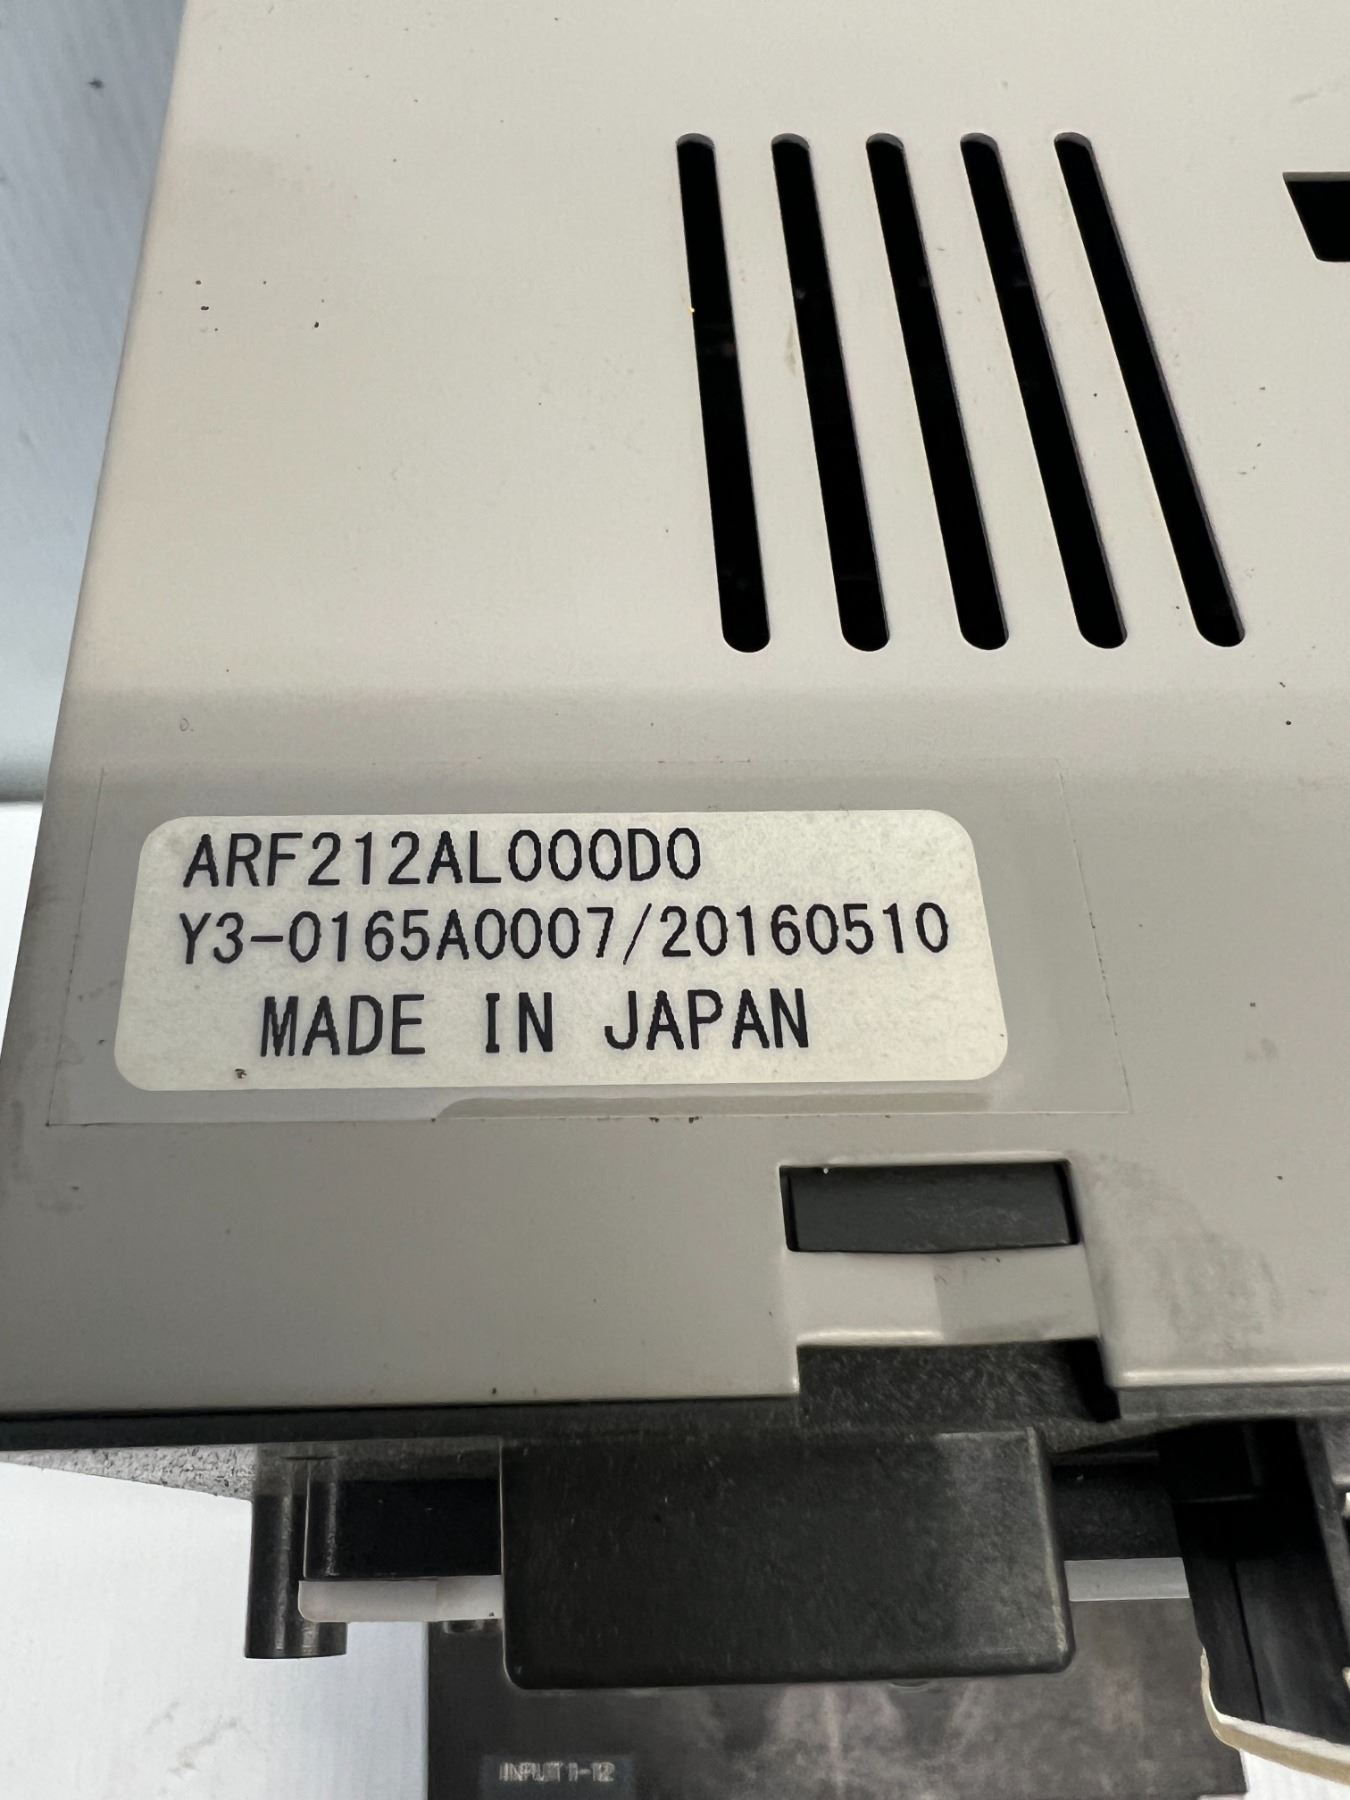 ARF212AL000D0
Y3-0165A0007/20160510
MADE IN JAPAN
INPUT 1-12